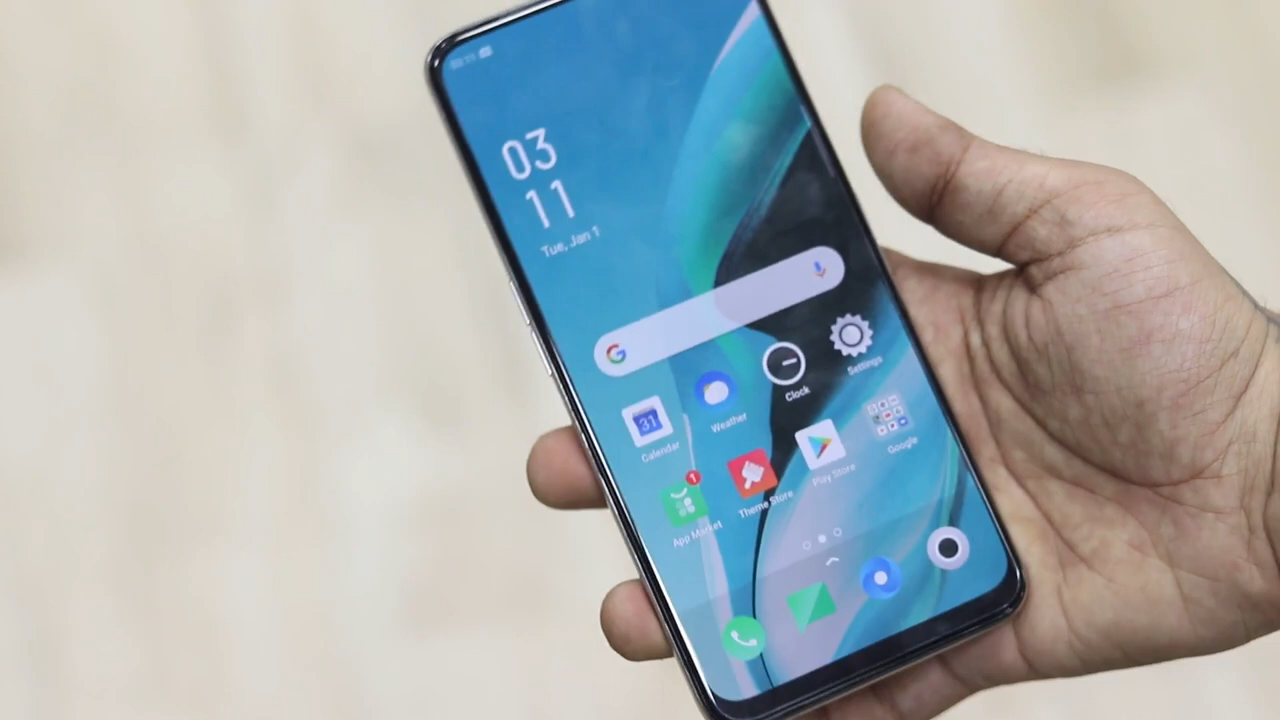 03
11
Tue, Jan 1
G
31
Calendar
Weather
Clock
Settings
1
App Market
Theme Store
Play Store
Google